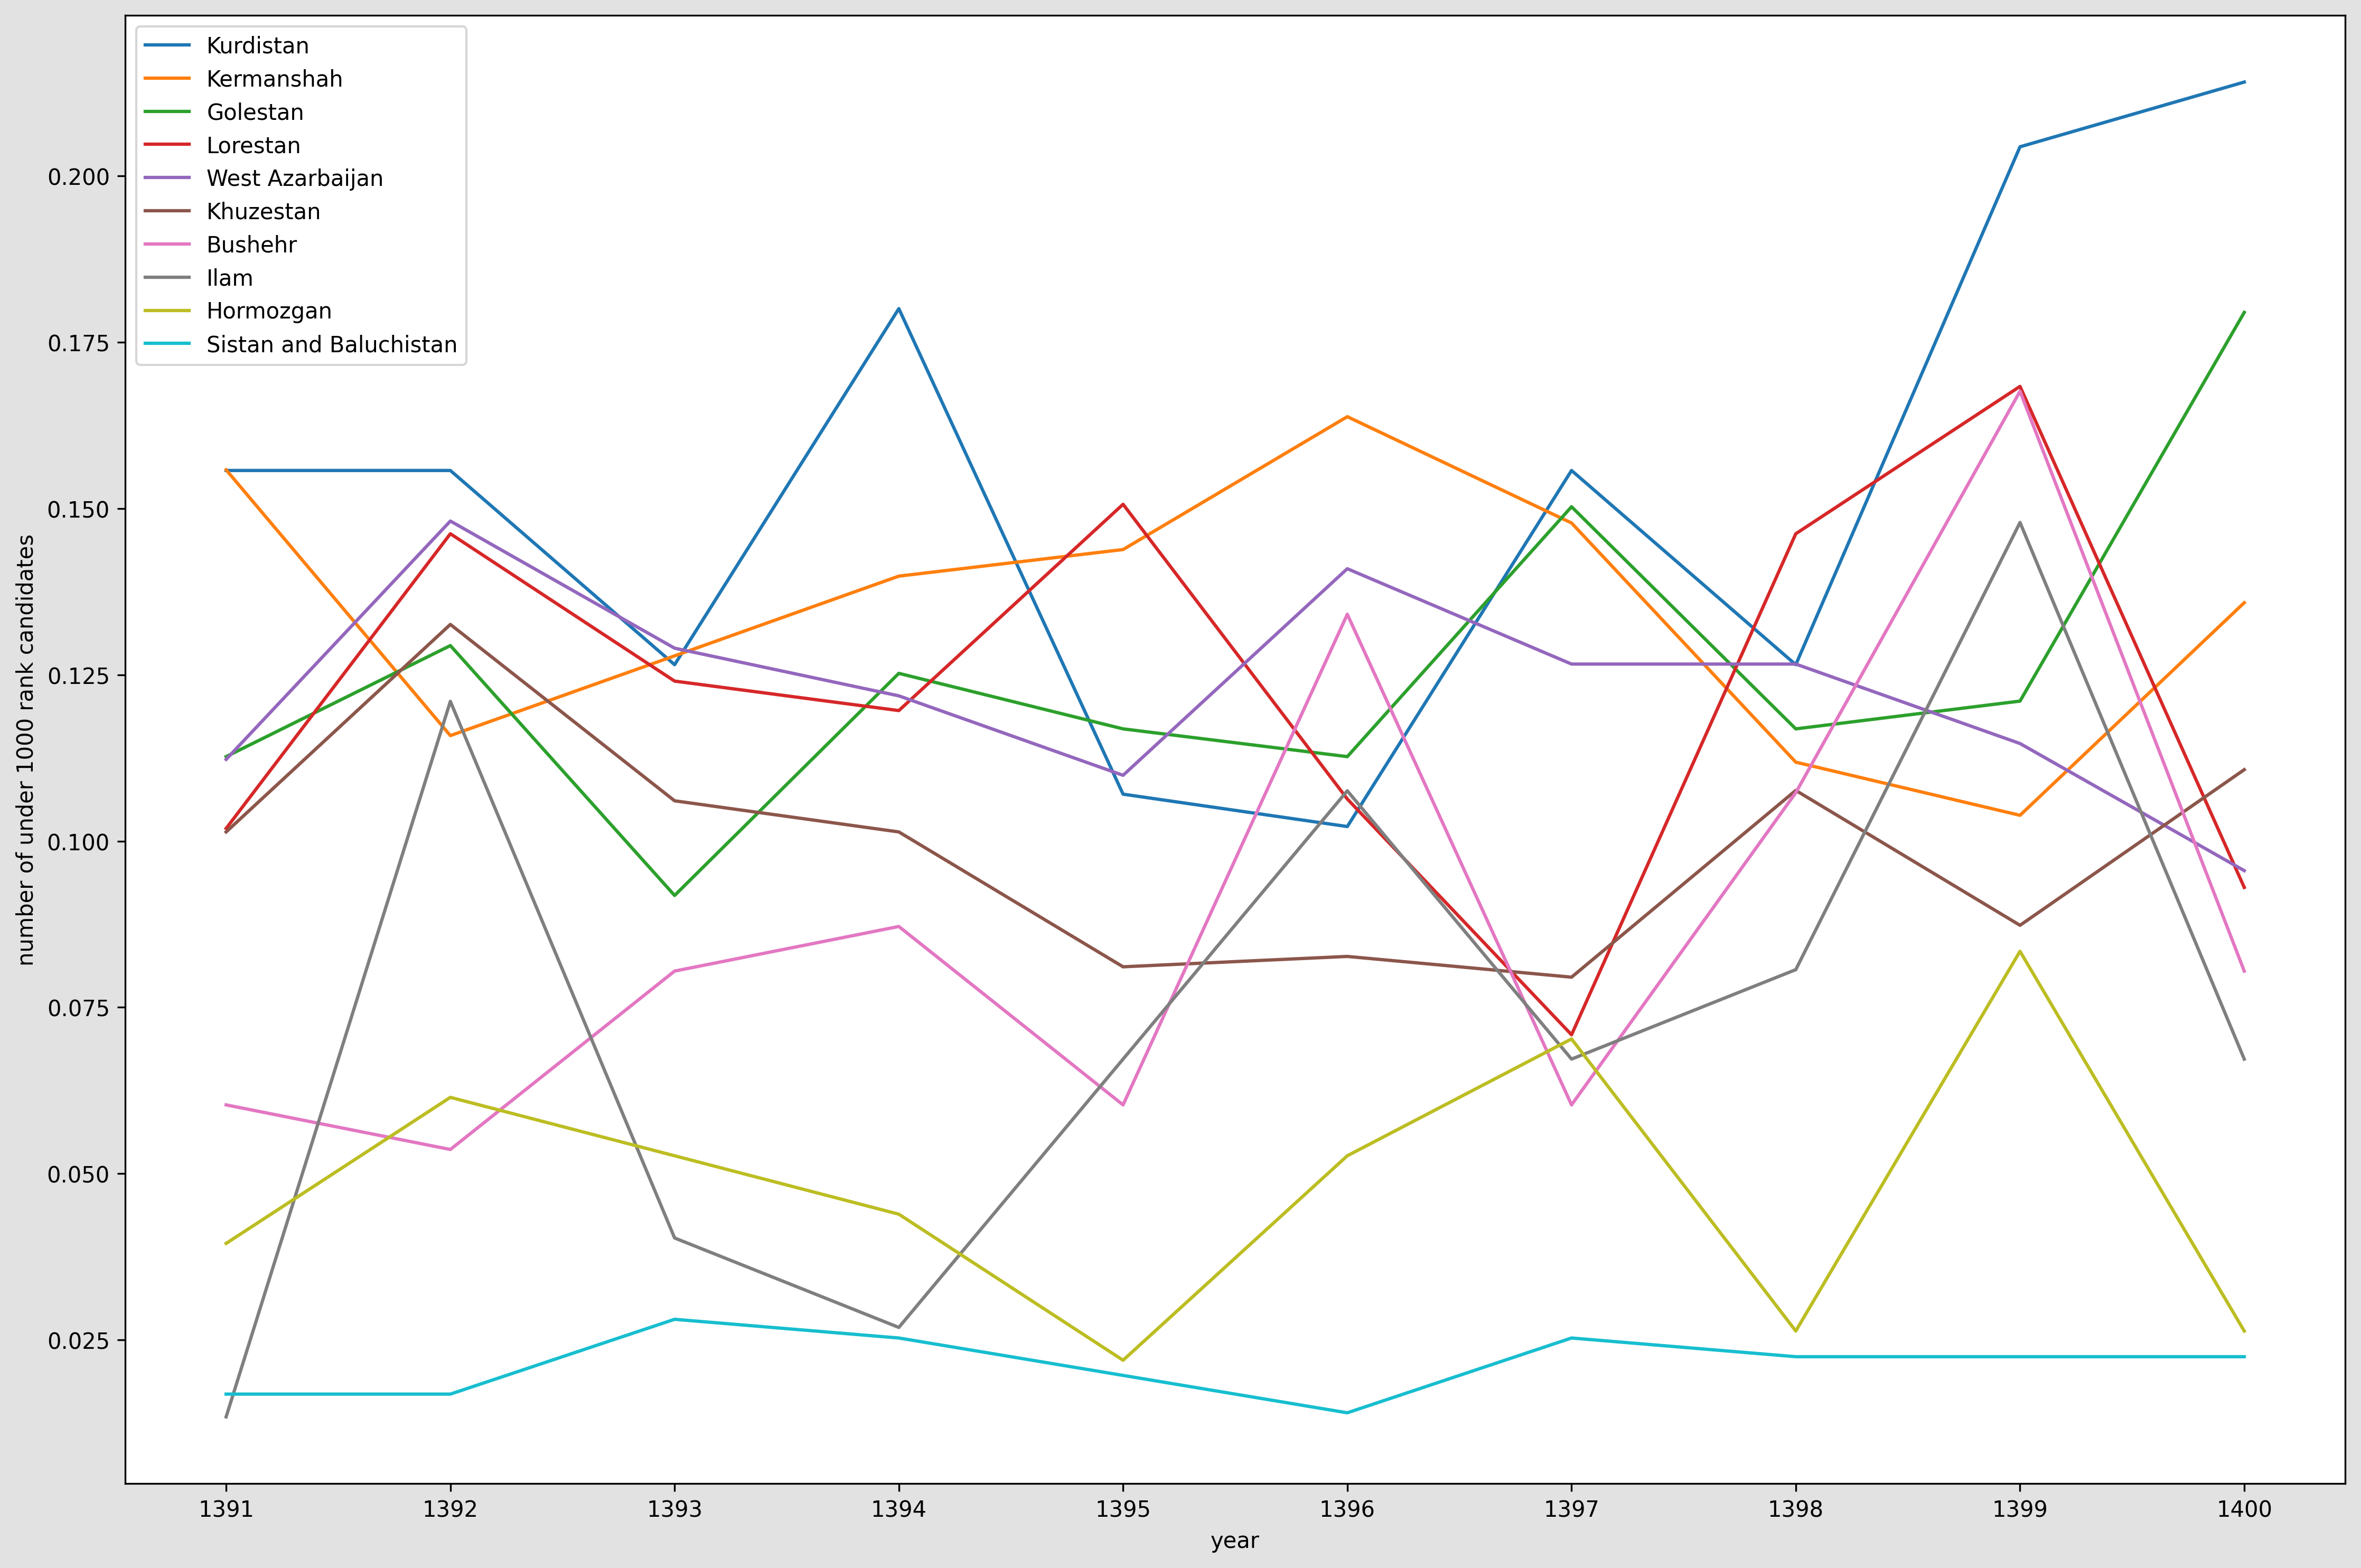 Kurdistan
Kermanshah
Golestan
Lorestan
West Azarbaijan
Khuzestan
Bushehr
Ilam
Hormozgan
Sistan and Baluchistan
number of under 1000 rank candidates
0.200
0.175
0.150
0.125
0.100
0.075
0.050
0.025
1391 1392 1393 1394 1395 1396 1397 1398 1399 1400
year